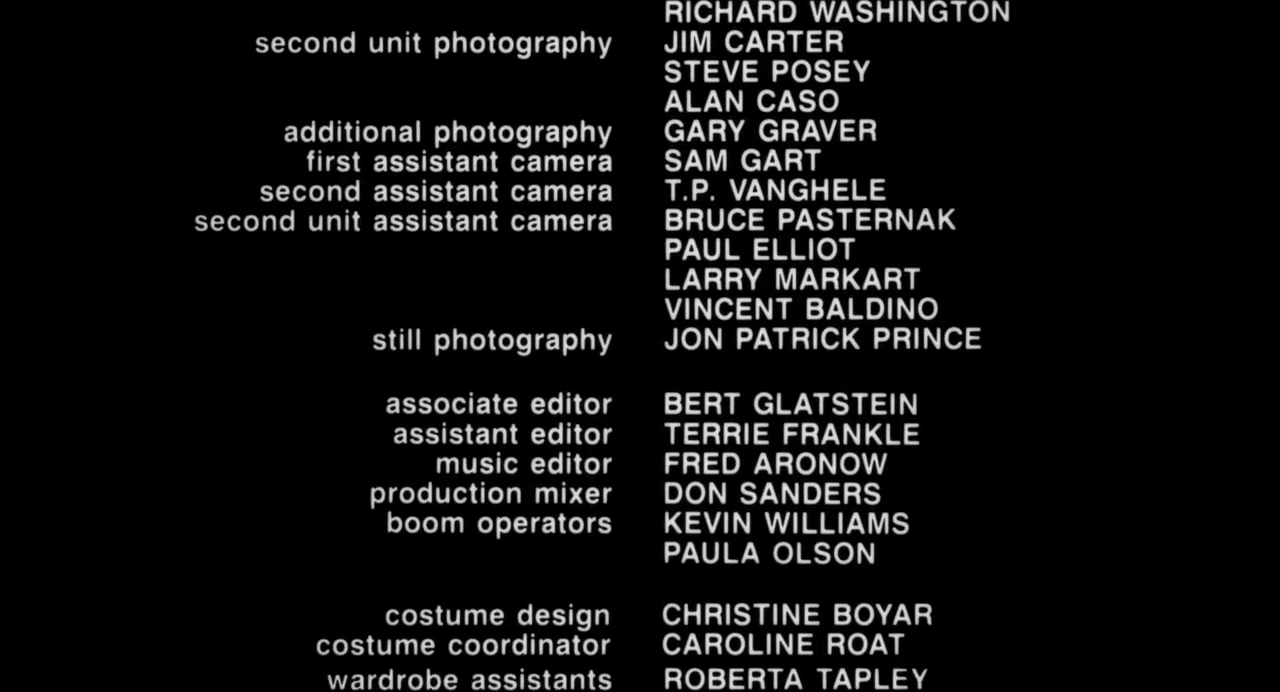 RICHARD WASHINGTON
second unit photography JIM CARTER
STEVE POSEY
ALAN CASO
additional photography GARY GRAVER
first assistant camera SAM GART
second assistant camera T.P. VANGHELE
second unit assistant camera BRUCE PASTERNAK
PAUL ELLIOT
LARRY MARKART
VINCENT BALDINO
still photography JON PATRICK PRINCE
associate editor BERT GLATSTEIN
assistant editor TERRIE FRANKLE
music editor FRED ARONOW
production mixer DON SANDERS
boom operators KEVIN WILLIAMS
PAULA OLSON
costume design CHRISTINE BOYAR
costume coordinator CAROLINE ROAT
wardrobe assistants ROBERTA TAPLEY